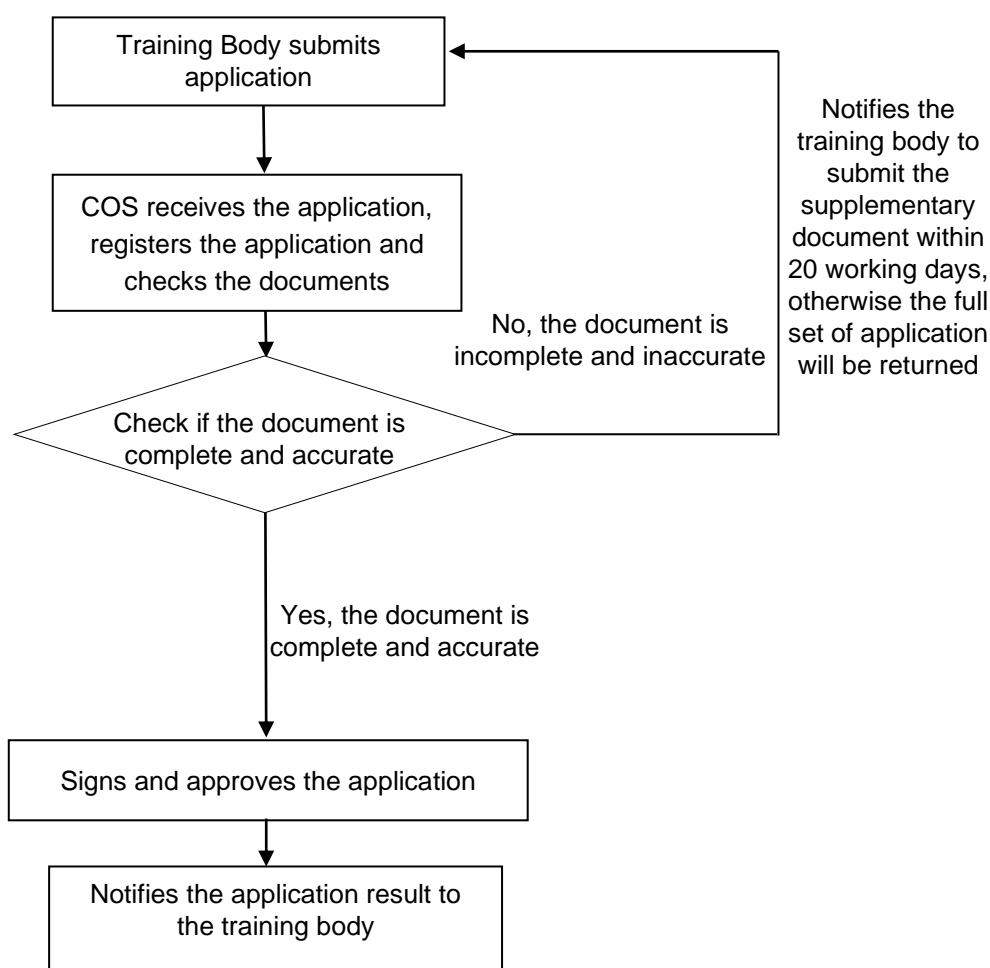 Training Body submits
application
COS receives the application,
registers the application and
checks the documents
No, the document is
incomplete and inaccurate
Notifies the
training body to
submit the
supplementary
document within
20 working days,
otherwise the full
set of application
will be returned
Check if the document is
complete and accurate
Yes, the document is
complete and accurate
Signs and approves the application
Notifies the application result to
the training body